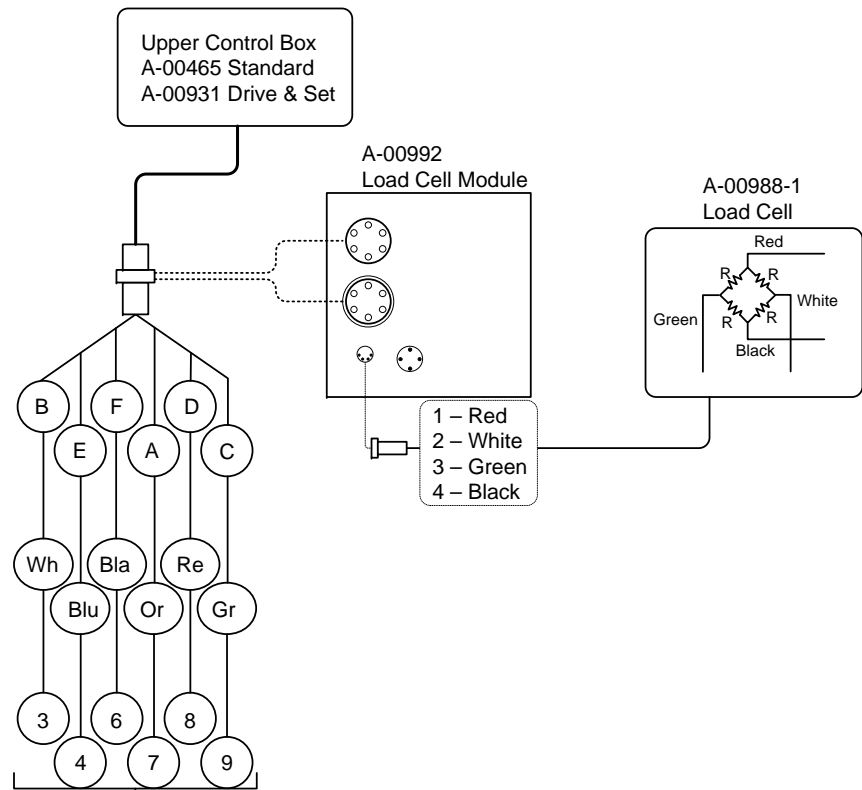 Upper Control Box
A-00465 Standard
A-00931 Drive & Set
A-00992
Load Cell Module
A-00988-1
Load Cell
Red
R
R
White
Green
R
R
Black
1 – Red
2 – White
3 – Green
4 – Black
B
F
D
E
A
C
Wh
Bla
Re
Blu
Or
Gr
3
6
8
4
7
9